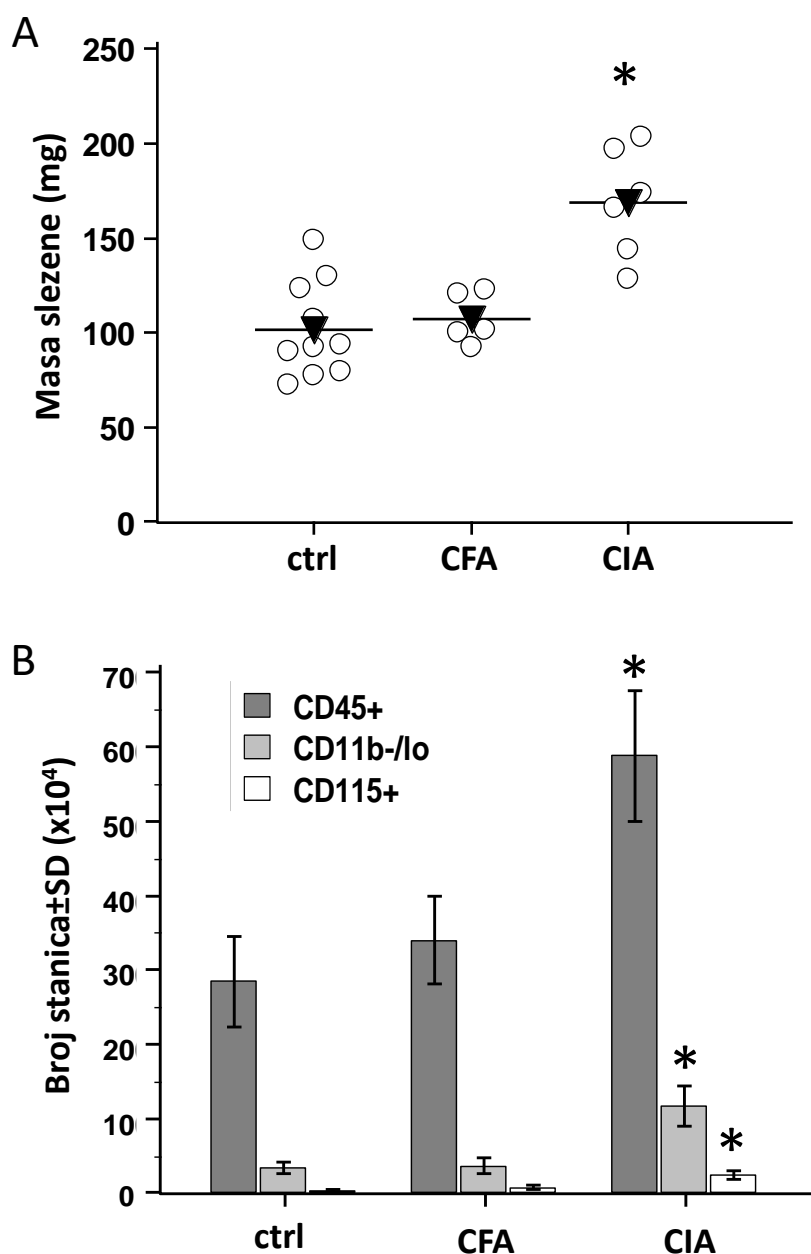 A
Masa slezene (mg)
250
200
150
100
50
0
*
ctrl
CFA
CIA
B
Broj stanica±SD (x10⁴)
70
60
50
40
30
20
10
0
CD45+
CD11b-/lo
CD115+
*
*
*
ctrl
CFA
CIA